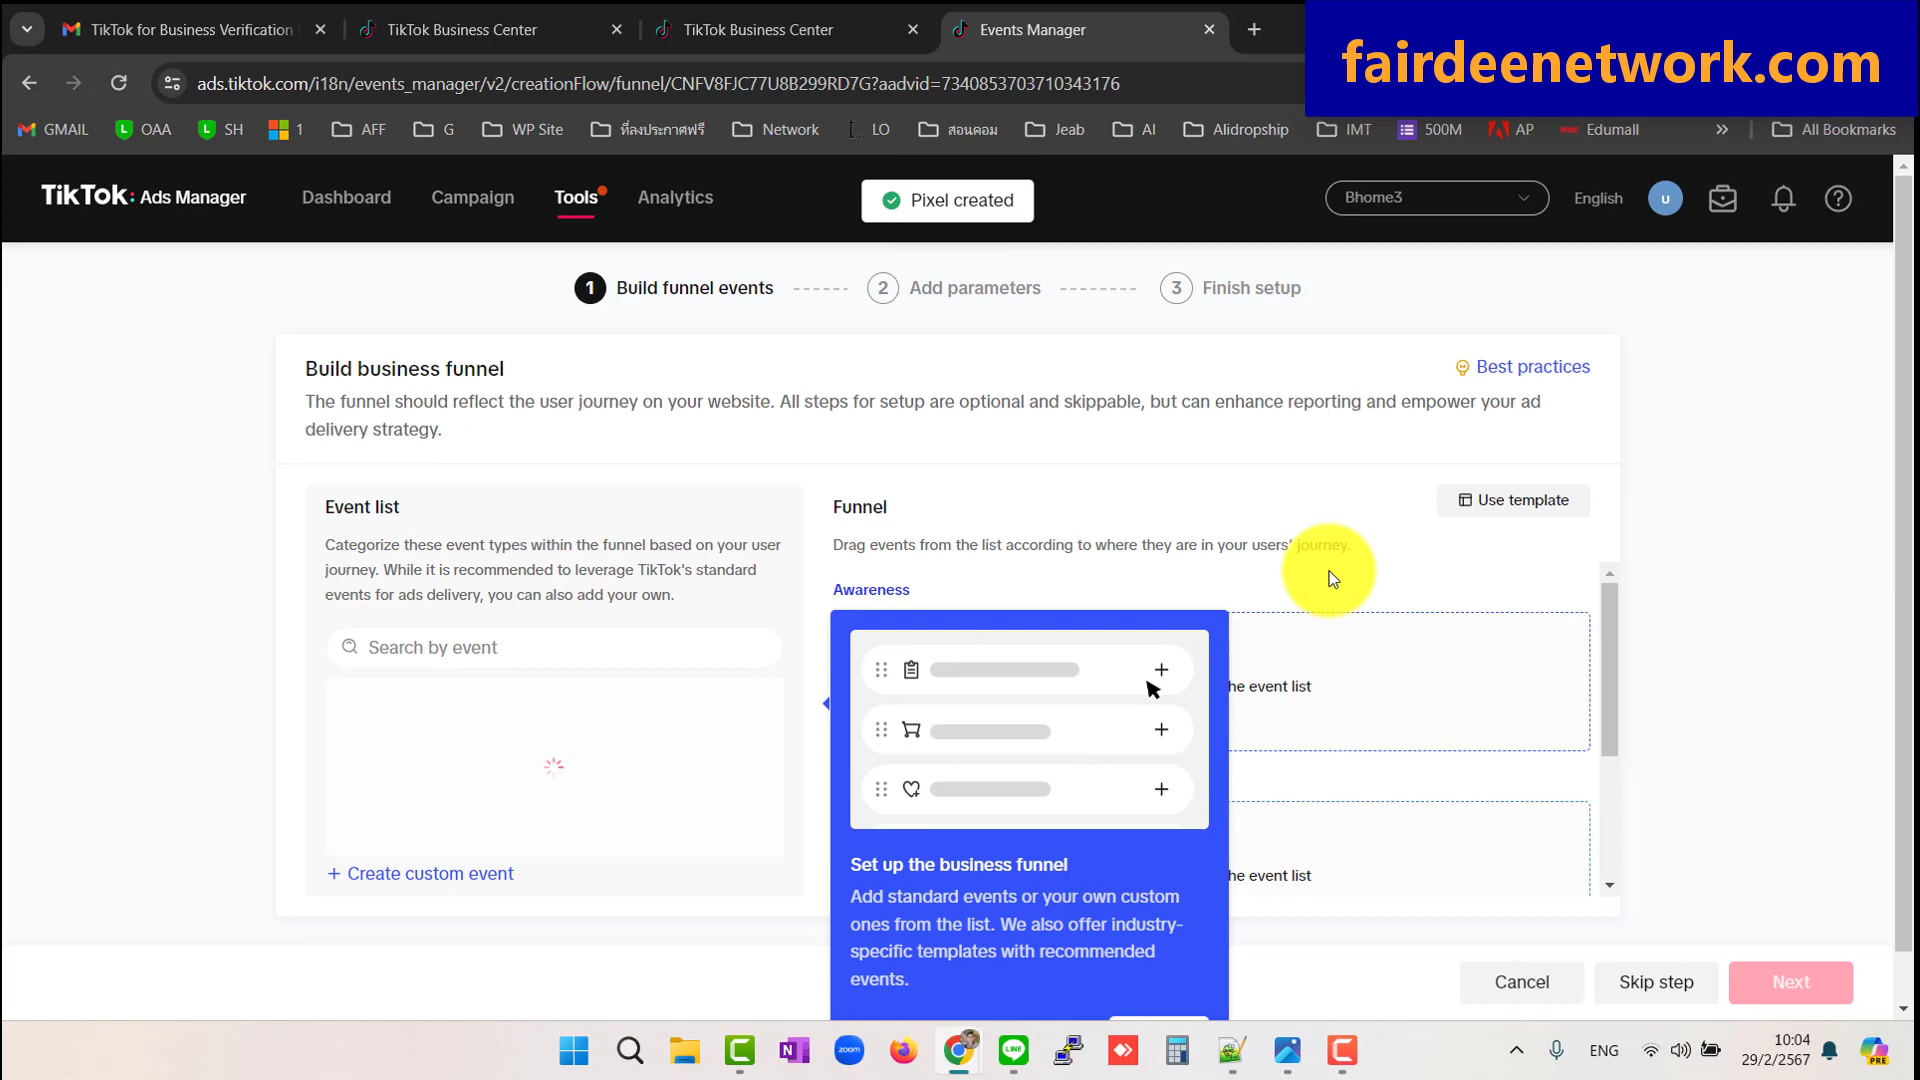 TikTok for Business Verification
TikTok Business Center
TikTok Business Center
Events Manager
fairdeenetwork.com
ads.tiktok.com/i18n/events_manager/v2/creationFlow/funnel/CNFV8FJC77U8B299RD7G?aadvid=7340853703710343176
GMAIL
OAA
SH
1
AFF
G
WP Site
ที่ลงประกาศฟรี
Network
LO
สอนคอม
Jeab
AI
Alidropship
IMT
500M
AP
Edumall
All Bookmarks
TikTok: Ads Manager
Dashboard
Campaign
Tools
Analytics
Pixel created
Bhome3
English
U
1 Build funnel events
2 Add parameters
3 Finish setup
Build business funnel
Best practices
The funnel should reflect the user journey on your website. All steps for setup are optional and skippable, but can enhance reporting and empower your ad
delivery strategy.
Event list
Categorize these event types within the funnel based on your user
journey. While it is recommended to leverage TikTok's standard
events for ads delivery, you can also add your own.
Search by event
+ Create custom event
Funnel
Use template
Drag events from the list according to where they are in your users' journey.
Awareness
he event list
he event list
Set up the business funnel
Add standard events or your own custom
ones from the list. We also offer industry-
specific templates with recommended
events.
Cancel
Skip step
Next
zoom
LINE
ENG
10:04
29/2/2567
PRE